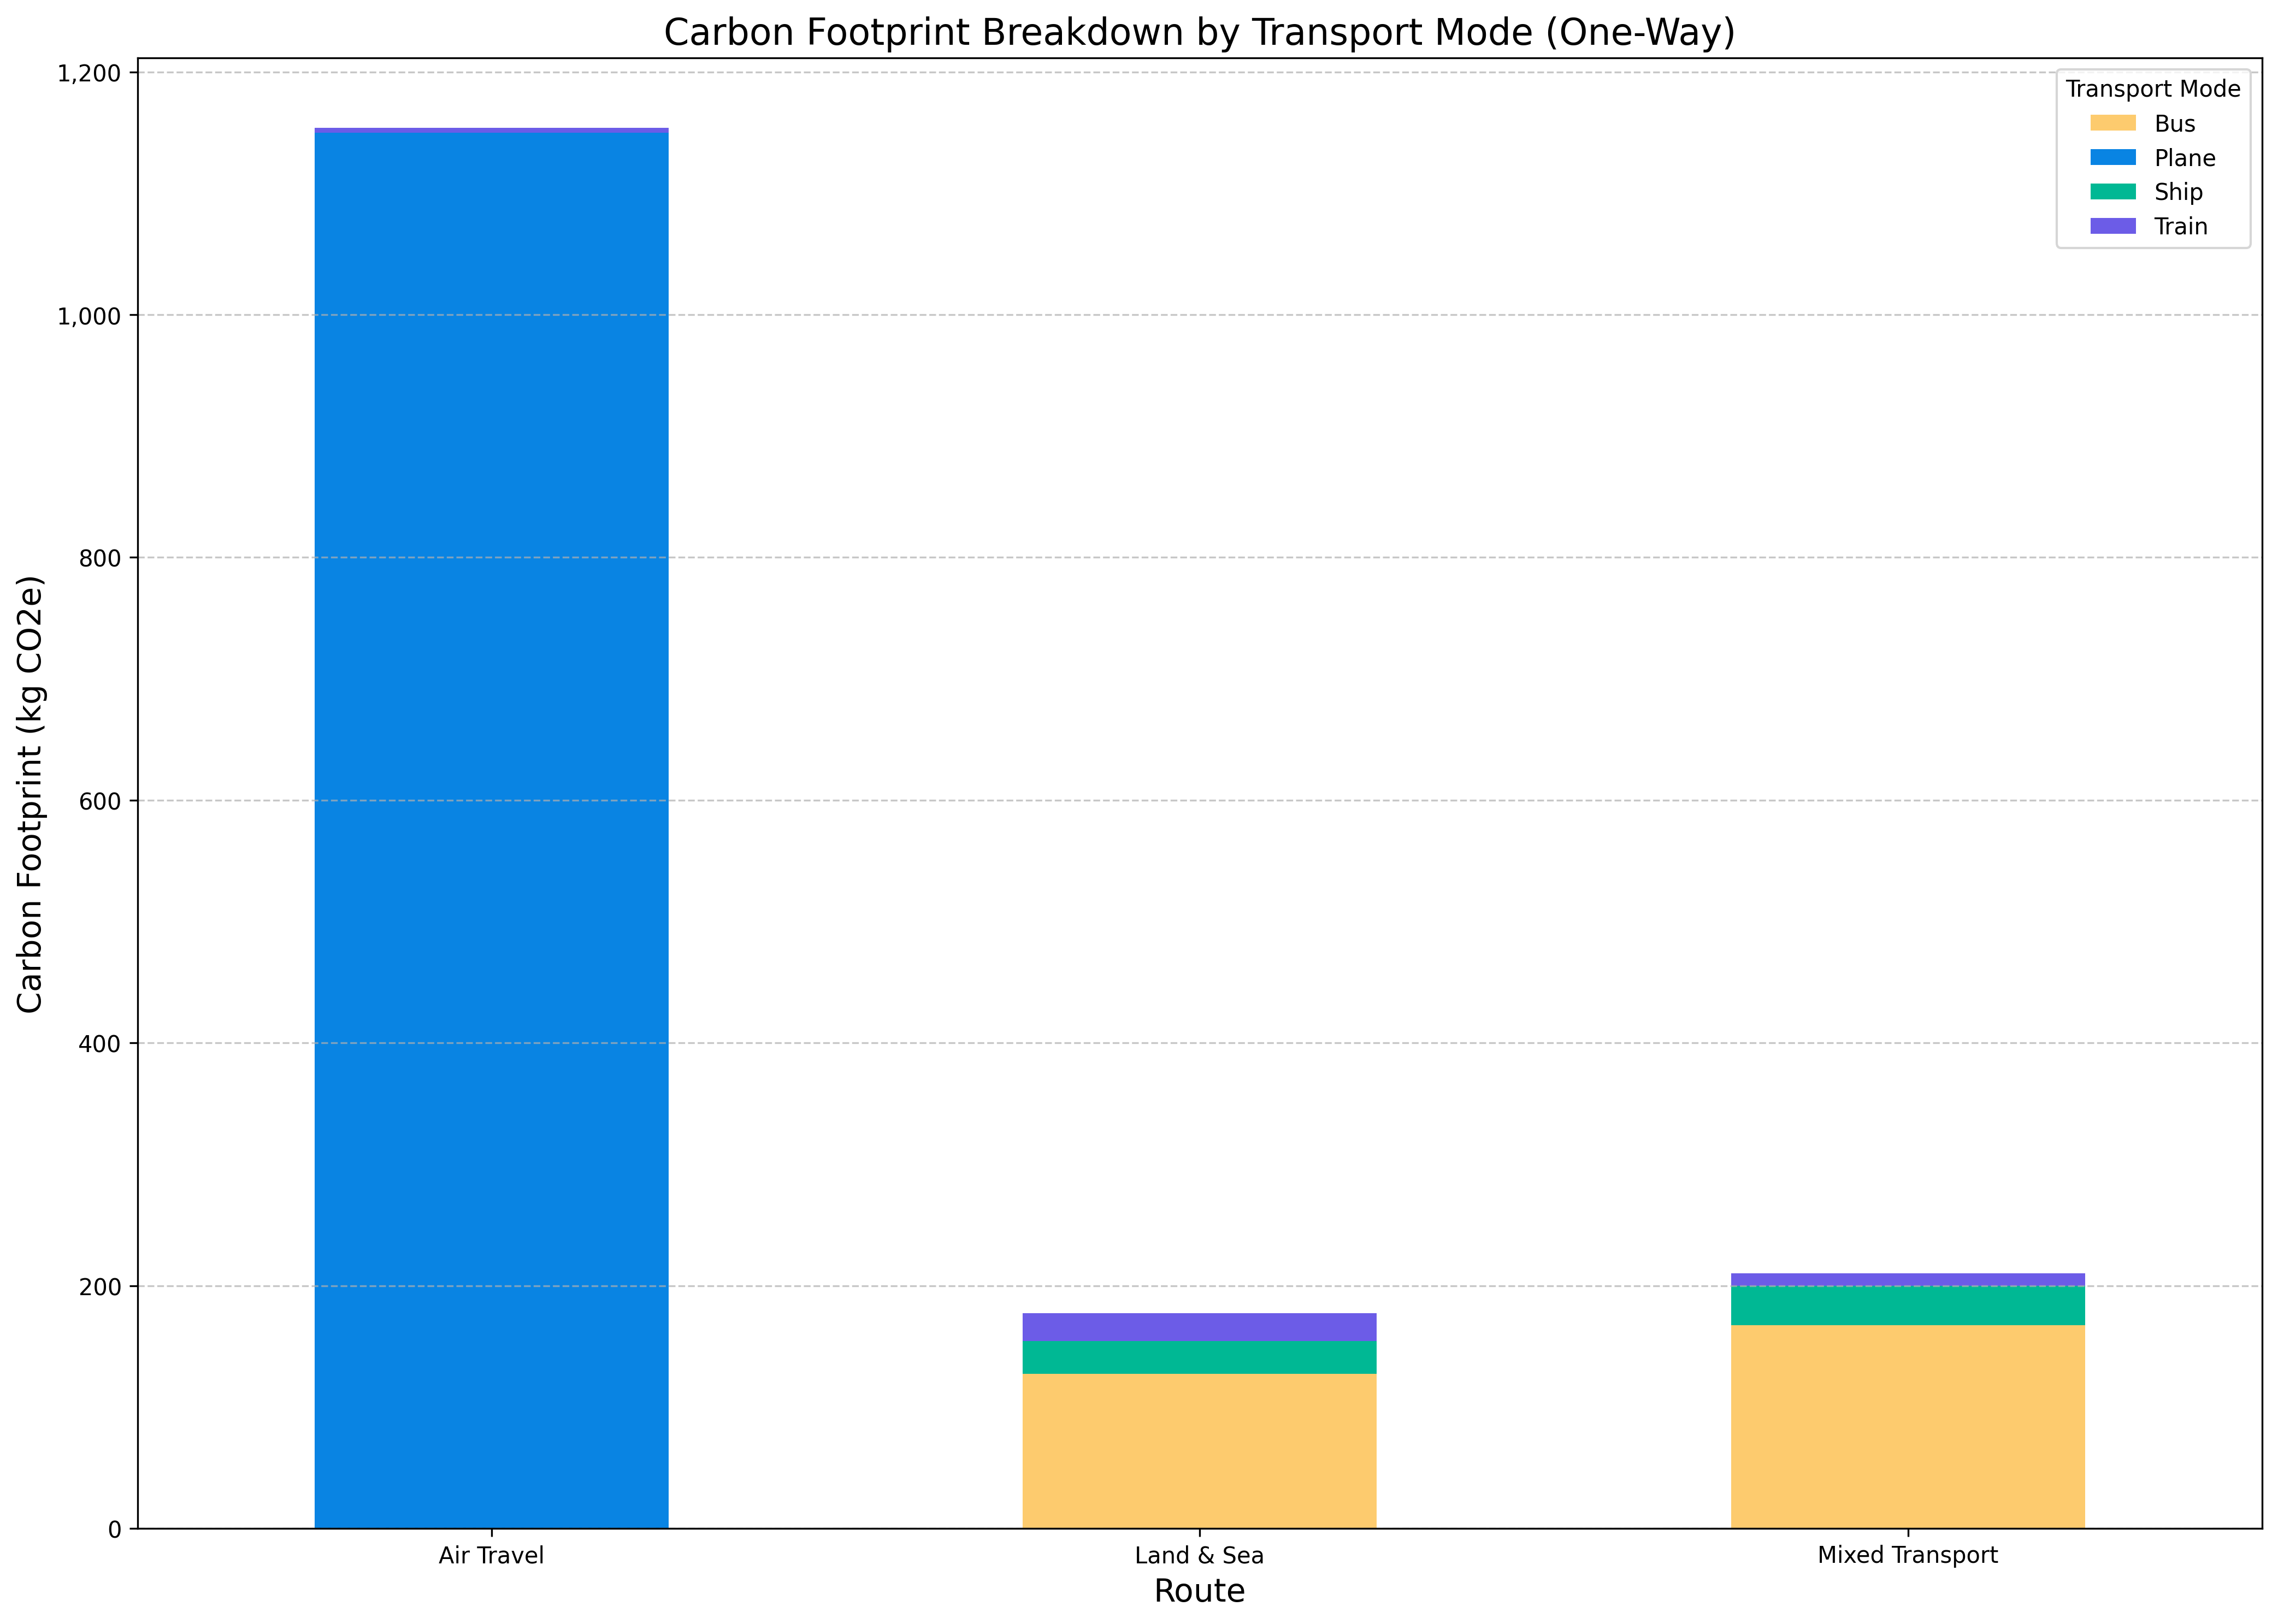 Carbon Footprint Breakdown by Transport Mode (One-Way)
Transport Mode
Bus
Plane
Ship
Train
Carbon Footprint (kg CO2e)
1,200
1,000
800
600
400
200
0
Air Travel
Land & Sea
Mixed Transport
Route